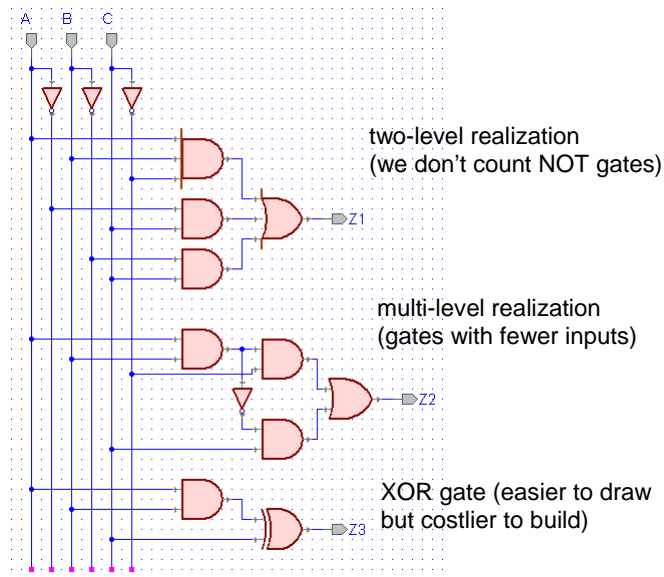 A B C
two-level realization
(we don't count NOT gates)
Z1
multi-level realization
(gates with fewer inputs)
Z2
XOR gate (easier to draw
but costlier to build)
Z3